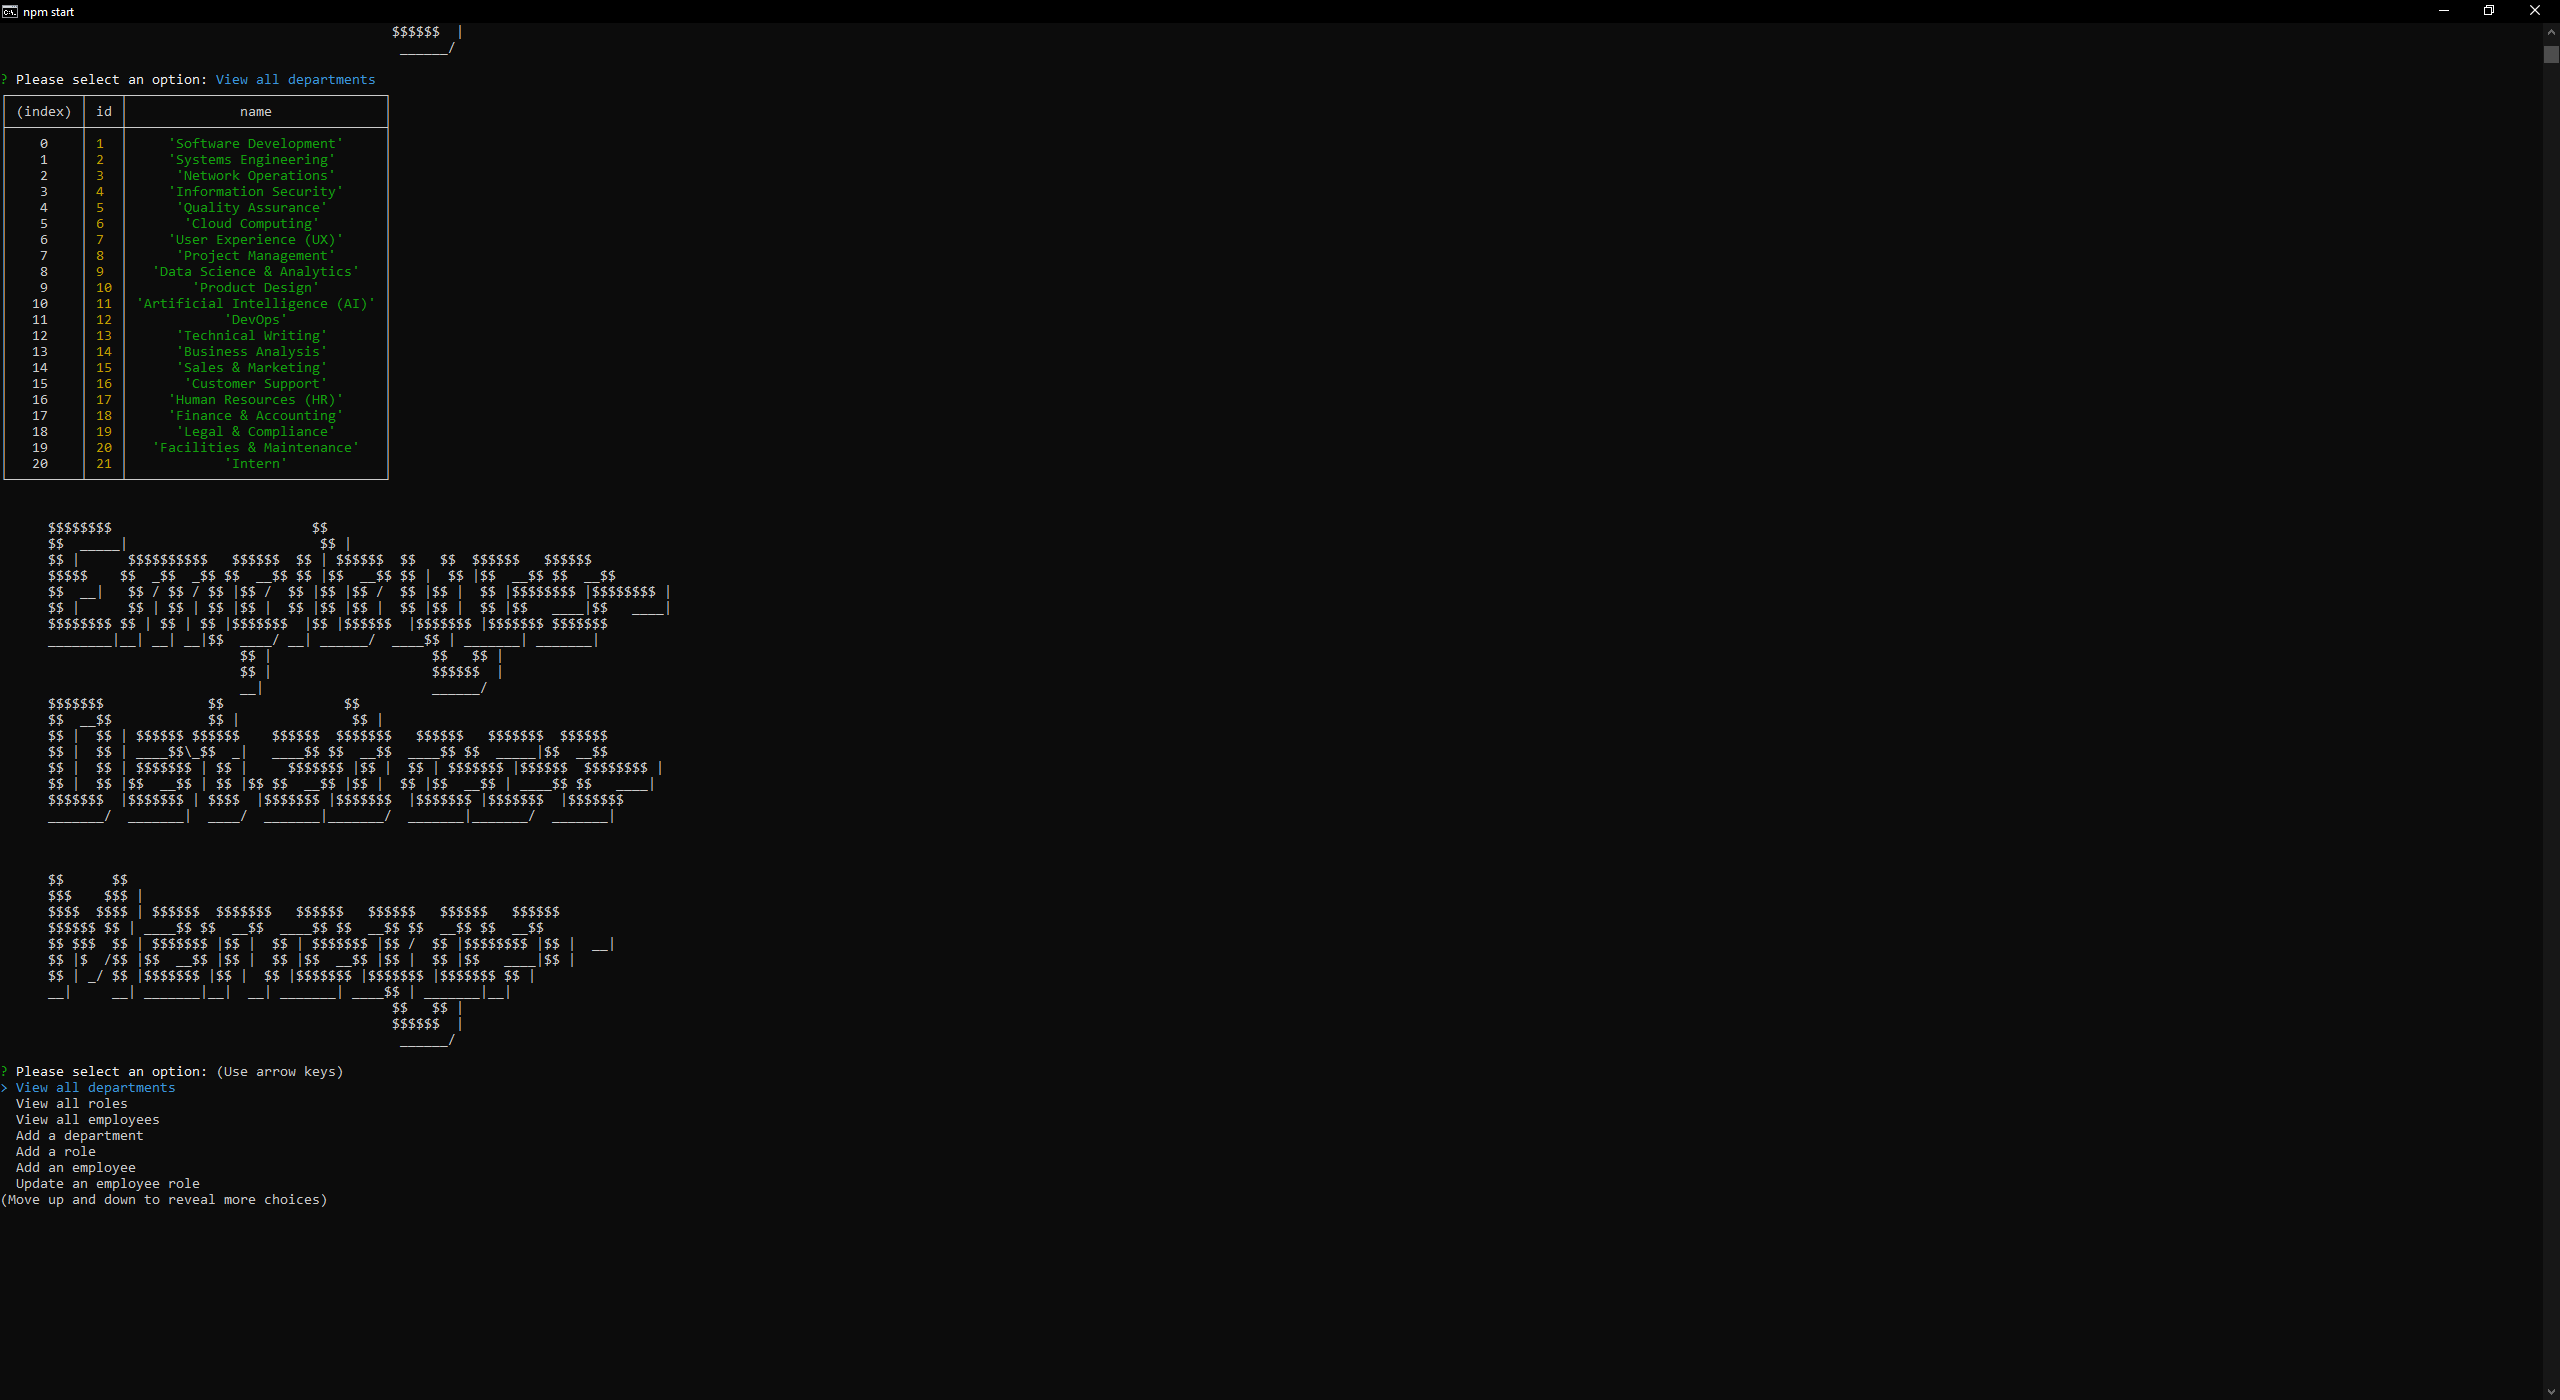 npm start
$$$$$$  |
 ______/
? Please select an option: View all departments
(index) │ id │ name
0 │ 1 │ 'Software Development'
1 │ 2 │ 'Systems Engineering'
2 │ 3 │ 'Network Operations'
3 │ 4 │ 'Information Security'
4 │ 5 │ 'Quality Assurance'
5 │ 6 │ 'Cloud Computing'
6 │ 7 │ 'User Experience (UX)'
7 │ 8 │ 'Project Management'
8 │ 9 │ 'Data Science & Analytics'
9 │ 10 │ 'Product Design'
10 │ 11 │ 'Artificial Intelligence (AI)'
11 │ 12 │ 'DevOps'
12 │ 13 │ 'Technical Writing'
13 │ 14 │ 'Business Analysis'
14 │ 15 │ 'Sales & Marketing'
15 │ 16 │ 'Customer Support'
16 │ 17 │ 'Human Resources (HR)'
17 │ 18 │ 'Finance & Accounting'
18 │ 19 │ 'Legal & Compliance'
19 │ 20 │ 'Facilities & Maintenance'
20 │ 21 │ 'Intern'
Employee
Database
Manager
? Please select an option: (Use arrow keys)
> View all departments
View all roles
View all employees
Add a department
Add a role
Add an employee
Update an employee role
(Move up and down to reveal more choices)